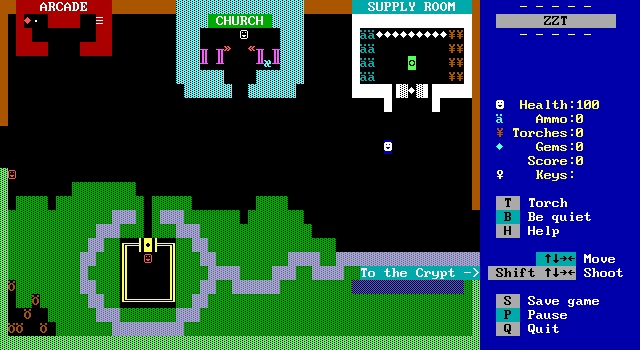 ARCADE
CHURCH
SUPPLY ROOM
To the Crypt ->
- - - - -
ZZT
- - - - -
Health:100
Ammo:0
Torches:0
Gems:0
Score:0
Keys:
T Torch
B Be quiet
H Help
↑↓→← Move
Shift ↑↓→← Shoot
S Save game
P Pause
Q Quit